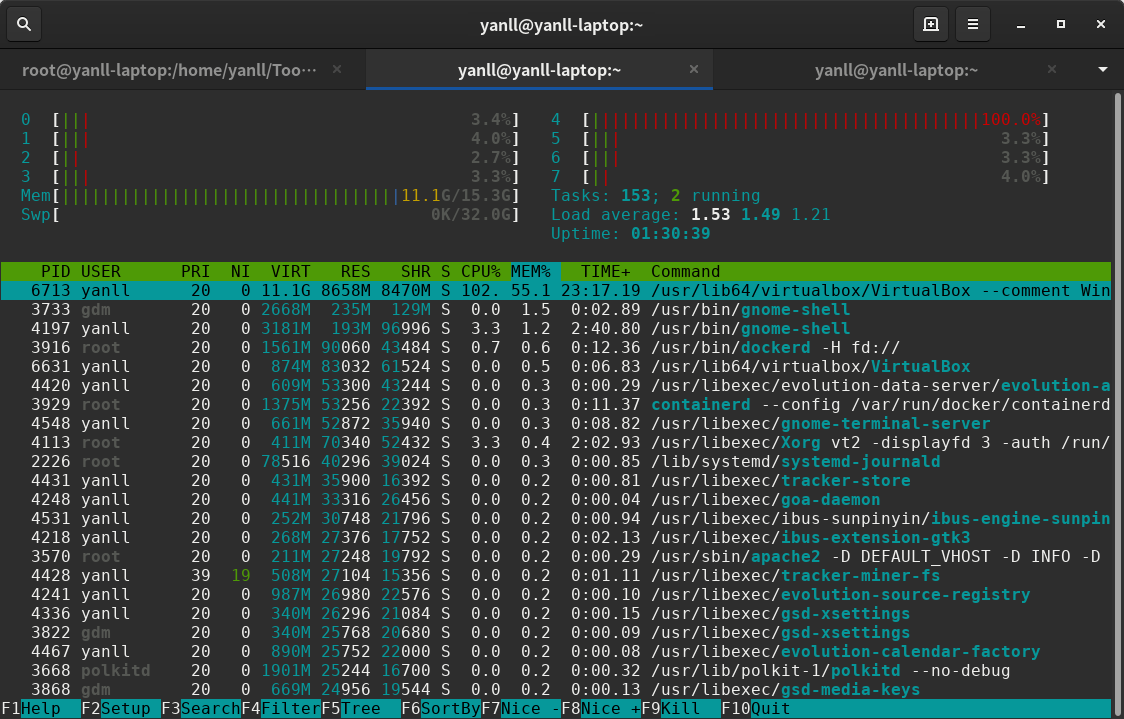 yanll@yanll-laptop:~
root@yanll-laptop:/home/yanll/Too··· × yanll@yanll-laptop:~ × yanll@yanll-laptop:~ ×
0 [||| 3.4%] 4 [|||||||||||||||||||||||||||||||||||||||100.0%]
1 [||| 4.0%] 5 [||| 3.3%]
2 [|| 2.7%] 6 [||| 3.3%]
3 [||| 3.3%] 7 [|| 4.0%]
Mem[||||||||||||||||||||||||||||||||||11.1G/15.3G] Tasks: 153; 2 running
Swp[ 0K/32.0G] Load average: 1.53 1.49 1.21
Uptime: 01:30:39
PID USER PRI NI VIRT RES SHR S CPU% MEM% TIME+ Command
6713 yanll 20 0 11.1G 8658M 8470M S 102. 55.1 23:17.19 /usr/lib64/virtualbox/VirtualBox --comment Win
3733 gdm 20 0 2668M 235M 129M S 0.0 1.5 0:02.89 /usr/bin/gnome-shell
4197 yanll 20 0 3181M 193M 96996 S 3.3 1.2 2:40.80 /usr/bin/gnome-shell
3916 root 20 0 1561M 90060 43484 S 0.7 0.6 0:12.36 /usr/bin/dockerd -H fd://
6631 yanll 20 0 874M 83032 61524 S 0.0 0.5 0:06.83 /usr/lib64/virtualbox/VirtualBox
4420 yanll 20 0 609M 53300 43244 S 0.0 0.3 0:00.29 /usr/libexec/evolution-data-server/evolution-a
3929 root 20 0 1375M 53256 22392 S 0.0 0.3 0:11.37 containerd --config /var/run/docker/containerd
4548 yanll 20 0 661M 52872 35940 S 0.0 0.3 0:08.82 /usr/libexec/gnome-terminal-server
4113 root 20 0 411M 70340 52432 S 3.3 0.4 2:02.93 /usr/libexec/Xorg vt2 -displayfd 3 -auth /run/
2226 root 20 0 78516 40296 39024 S 0.0 0.3 0:00.85 /lib/systemd/systemd-journald
4431 yanll 20 0 431M 35900 16392 S 0.0 0.2 0:00.81 /usr/libexec/tracker-store
4248 yanll 20 0 441M 33316 26456 S 0.0 0.2 0:00.04 /usr/libexec/goa-daemon
4531 yanll 20 0 252M 30748 21796 S 0.0 0.2 0:00.94 /usr/libexec/ibus-sunpinyin/ibus-engine-sunpin
4218 yanll 20 0 268M 27376 17752 S 0.0 0.2 0:02.13 /usr/libexec/ibus-extension-gtk3
3570 root 20 0 211M 27248 19792 S 0.0 0.2 0:00.29 /usr/sbin/apache2 -D DEFAULT_VHOST -D INFO -D
4428 yanll 39 19 508M 27104 15356 S 0.0 0.2 0:01.11 /usr/libexec/tracker-miner-fs
4241 yanll 20 0 987M 26980 22576 S 0.0 0.2 0:00.10 /usr/libexec/evolution-source-registry
4336 yanll 20 0 340M 26296 21084 S 0.0 0.2 0:00.15 /usr/libexec/gsd-xsettings
3822 gdm 20 0 340M 25768 20680 S 0.0 0.2 0:00.09 /usr/libexec/gsd-xsettings
4467 yanll 20 0 890M 25752 22000 S 0.0 0.2 0:00.08 /usr/libexec/evolution-calendar-factory
3668 polkitd 20 0 1901M 25244 16700 S 0.0 0.2 0:00.32 /usr/lib/polkit-1/polkitd --no-debug
3868 gdm 20 0 669M 24956 19544 S 0.0 0.2 0:00.13 /usr/libexec/gsd-media-keys
F1Help F2Setup F3SearchF4FilterF5Tree F6SortByF7Nice -F8Nice +F9Kill F10Quit